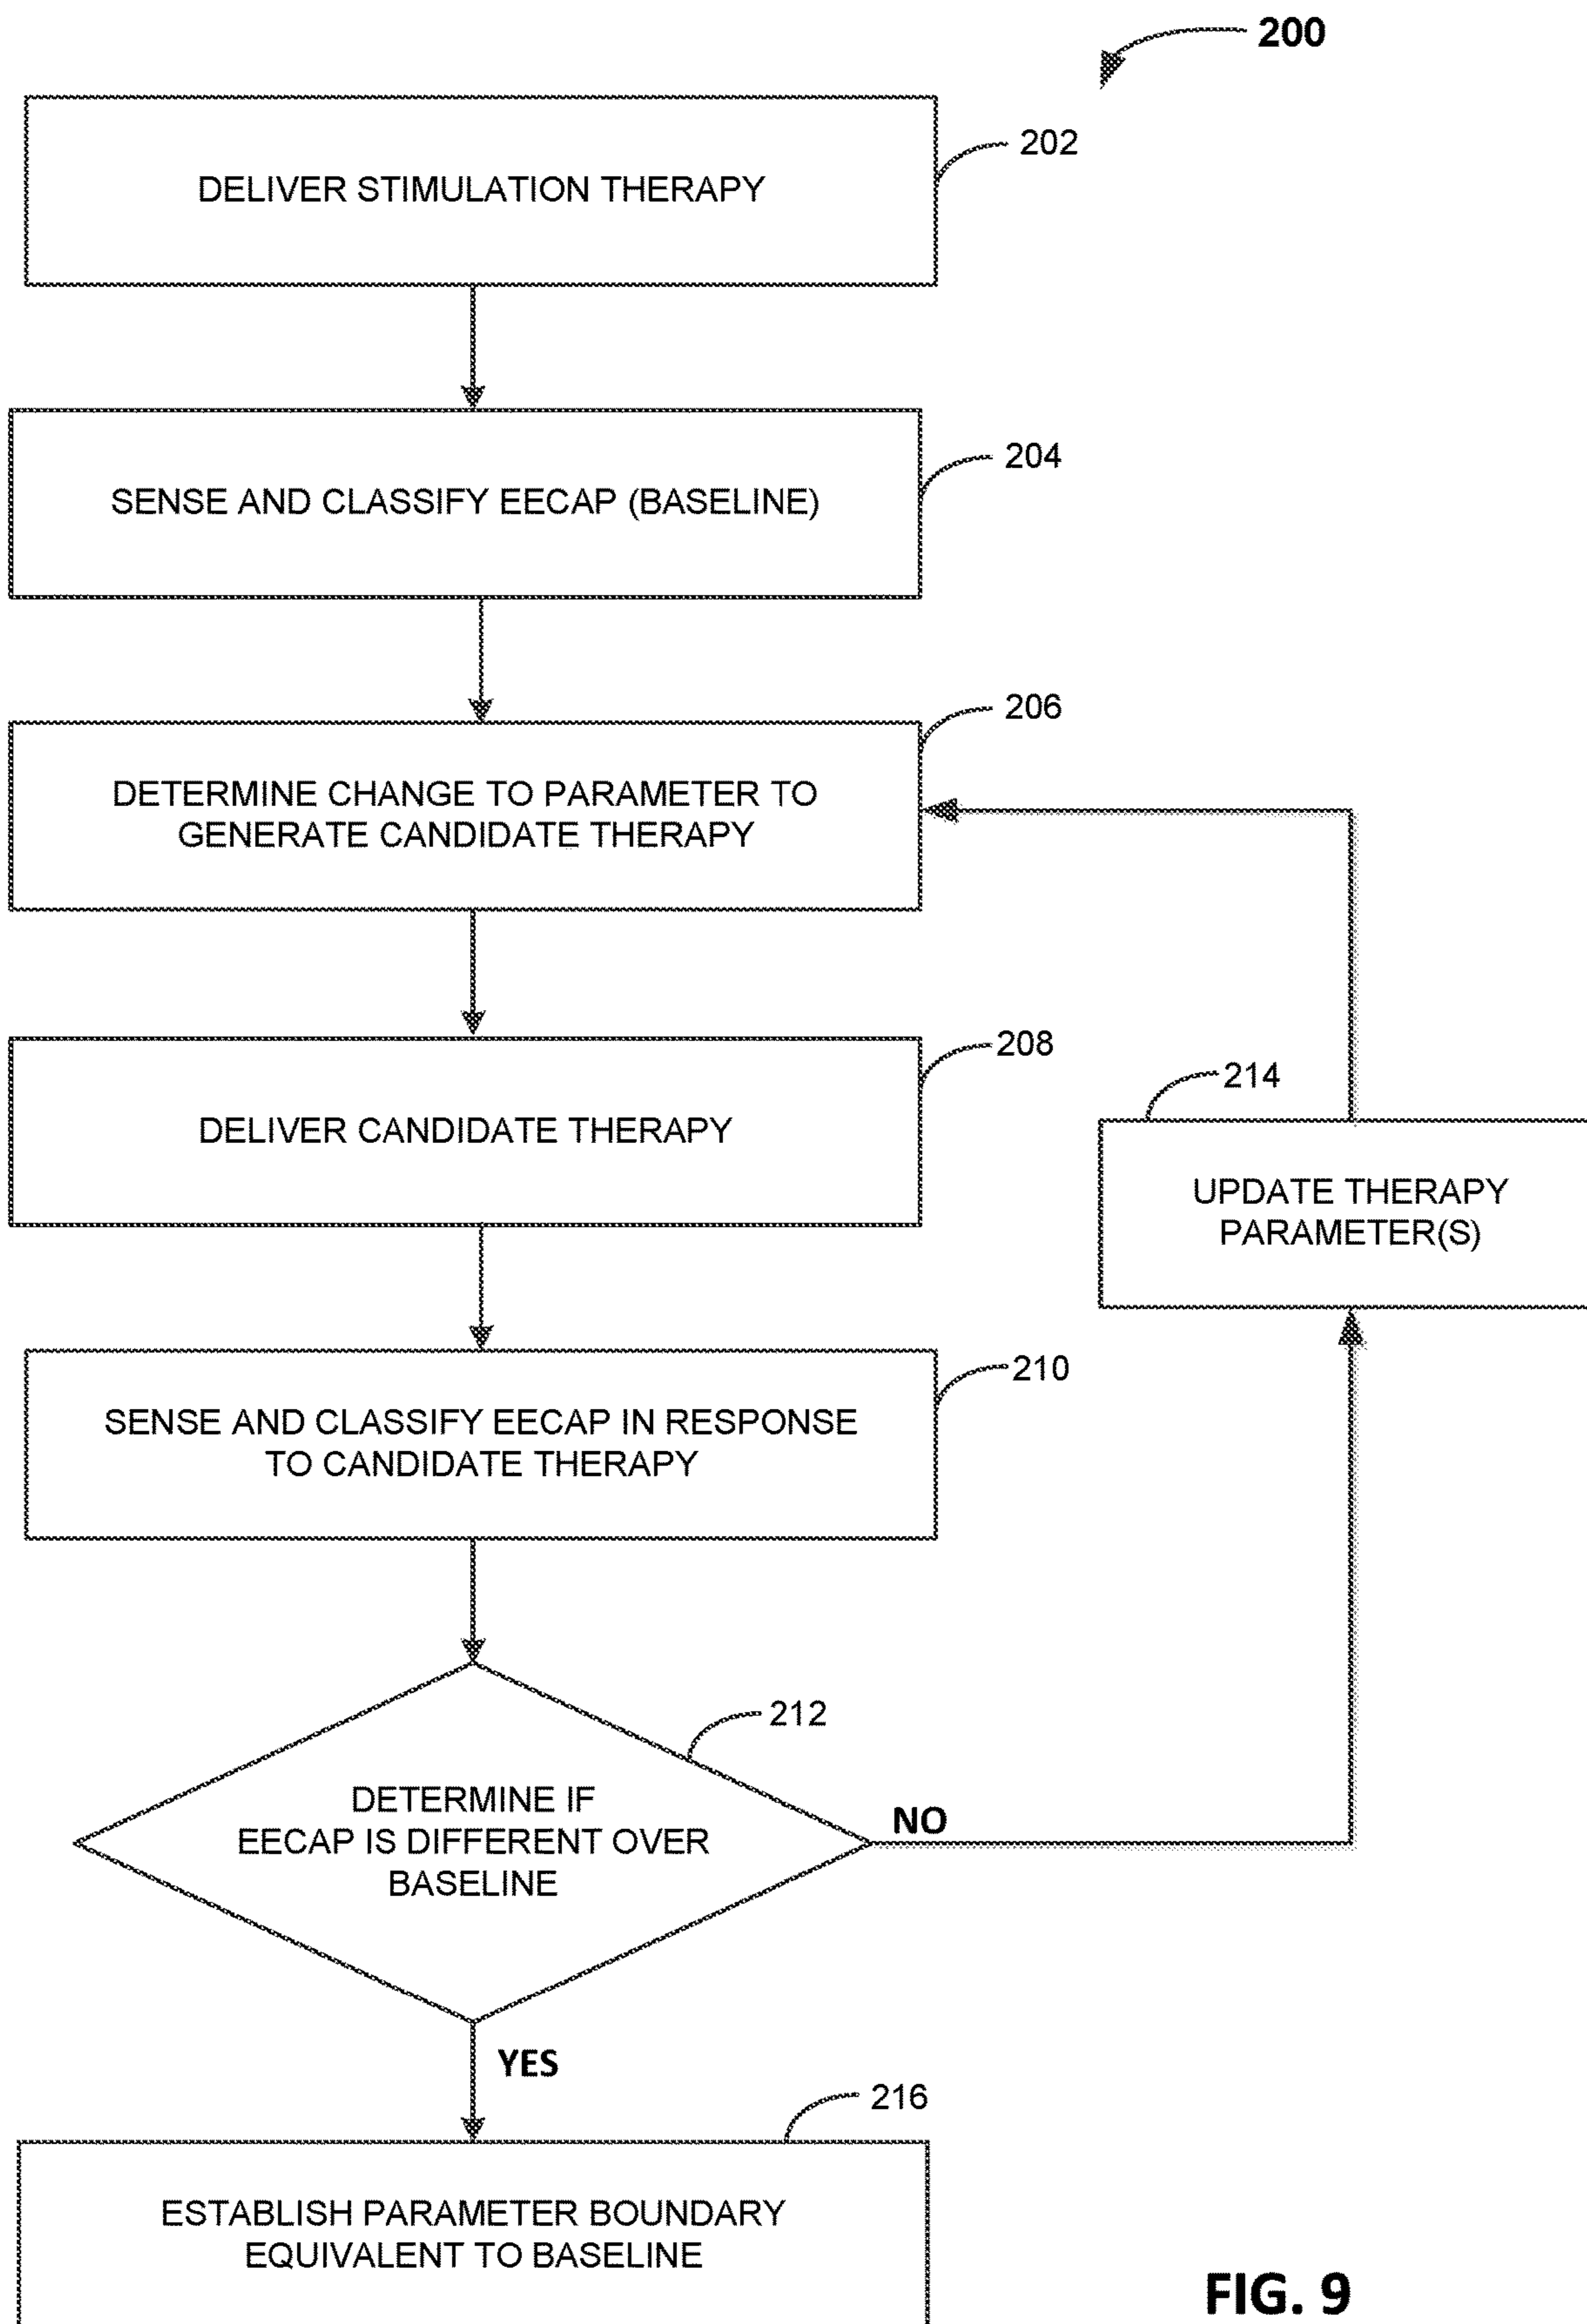 200
202
DELIVER STIMULATION THERAPY
204
SENSE AND CLASSIFY EECAP (BASELINE)
206
DETERMINE CHANGE TO PARAMETER TO
GENERATE CANDIDATE THERAPY
208
DELIVER CANDIDATE THERAPY
214
UPDATE THERAPY
PARAMETER(S)
210
SENSE AND CLASSIFY EECAP IN RESPONSE
TO CANDIDATE THERAPY
212
DETERMINE IF
EECAP IS DIFFERENT OVER
BASELINE
NO
YES
216
ESTABLISH PARAMETER BOUNDARY
EQUIVALENT TO BASELINE
FIG. 9